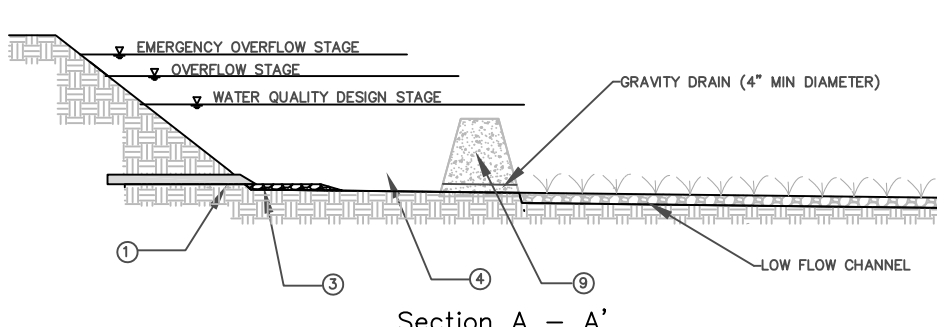 EMERGENCY OVERFLOW STAGE
OVERFLOW STAGE
WATER QUALITY DESIGN STAGE
GRAVITY DRAIN (4" MIN DIAMETER)
1
3
4
9
LOW FLOW CHANNEL
Section A - A'